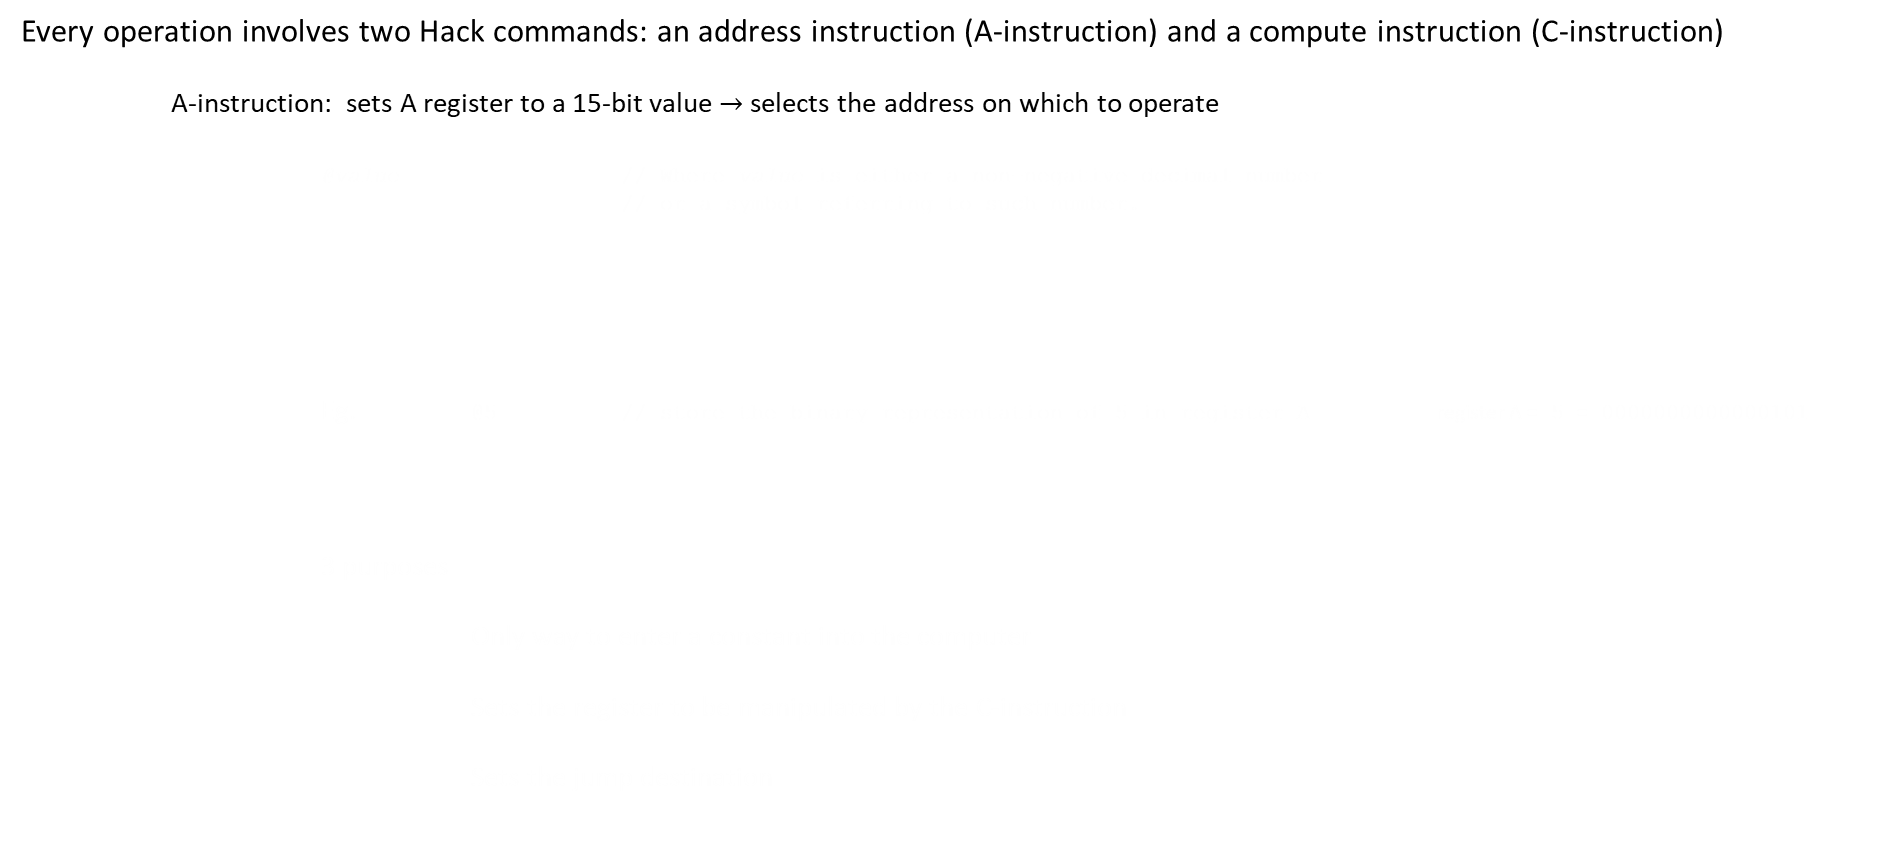 Every operation involves two Hack commands: an address instruction (A-instruction) and a compute instruction (C-instruction)
A-instruction: sets A register to a 15-bit value → selects the address on which to operate